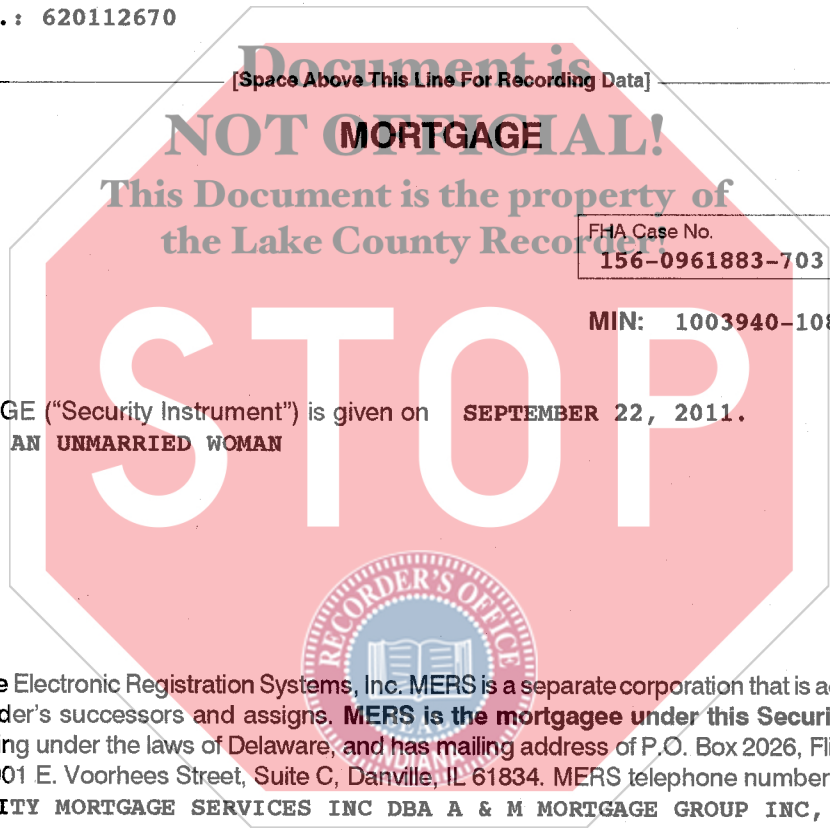 .: 620112670
Document is
[Space Above This Line For Recording Data]
NOT OFFICIAL!
MORTGAGE
This Document is the property of
the Lake County Recorder!
FHA Case No.
156-0961883-703
MIN: 1003940-108
STOP
GE (“Security Instrument”) is given on SEPTEMBER 22, 2011.
AN UNMARRIED WOMAN
RECORDER'S OFFICE
SEAL
INDIANA
e Electronic Registration Systems, Inc. MERS is a separate corporation that is a
der's successors and assigns. MERS is the mortgagee under this Securi
ing under the laws of Delaware, and has mailing address of P.O. Box 2026, Fli
01 E. Voorhees Street, Suite C, Danville, IL 61834. MERS telephone number
ITY MORTGAGE SERVICES INC DBA A & M MORTGAGE GROUP INC,